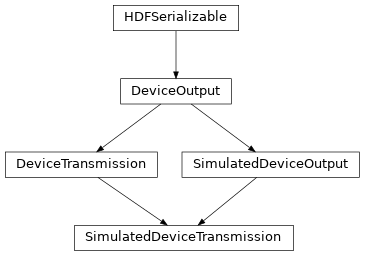 HDFSerializable
DeviceOutput
DeviceTransmission
SimulatedDeviceOutput
SimulatedDeviceTransmission